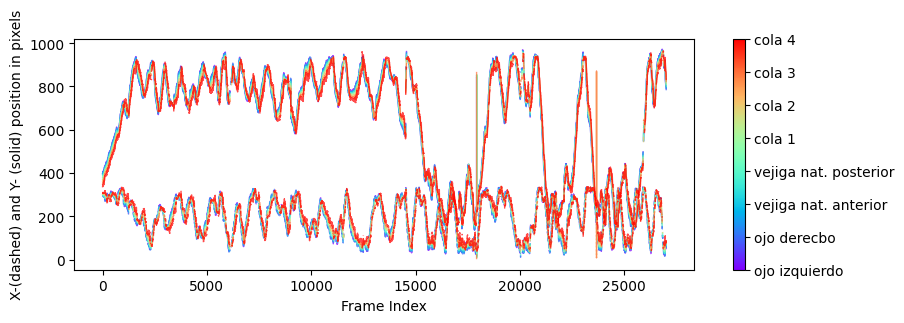 X-(dashed) and Y- (solid) position in pixels
1000
800
600
400
200
0
0
5000
10000
15000
20000
25000
Frame Index
cola 4
cola 3
cola 2
cola 1
vejiga nat. posterior
vejiga nat. anterior
ojo derecbo
ojo izquierdo